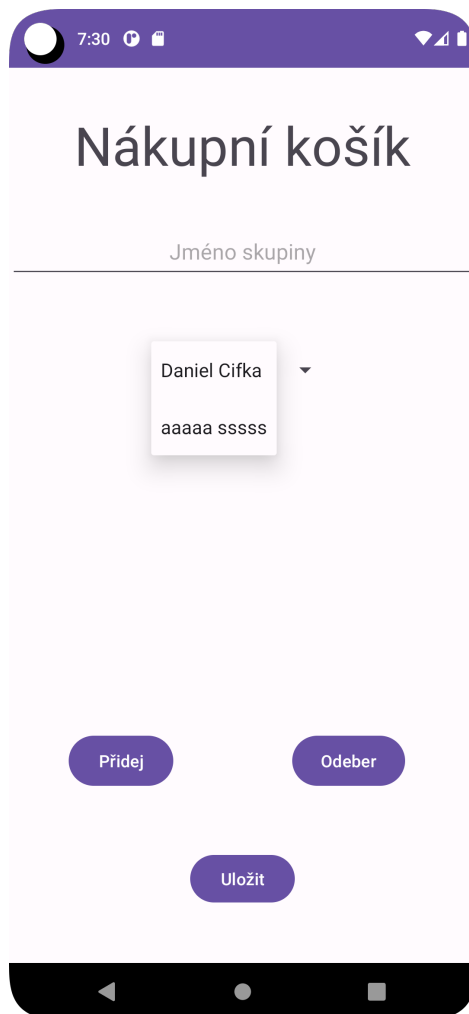 7:30
Nákupní košík
Jméno skupiny
Daniel Cifka
aaaaa sssss
Přidej
Odeber
Uložit